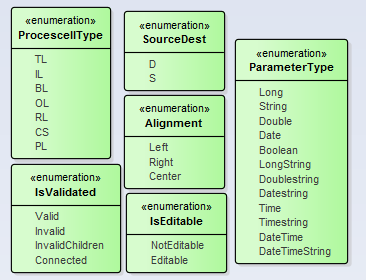 «enumeration»
ProcescellType
TL
IL
BL
OL
RL
CS
PL
«enumeration»
SourceDest
D
S
«enumeration»
ParameterType
Long
String
Double
Date
Boolean
LongString
Doublestring
Datestring
Time
Timestring
DateTime
DateTimeString
«enumeration»
Alignment
Left
Right
Center
«enumeration»
IsValidated
Valid
Invalid
InvalidChildren
Connected
«enumeration»
IsEditable
NotEditable
Editable